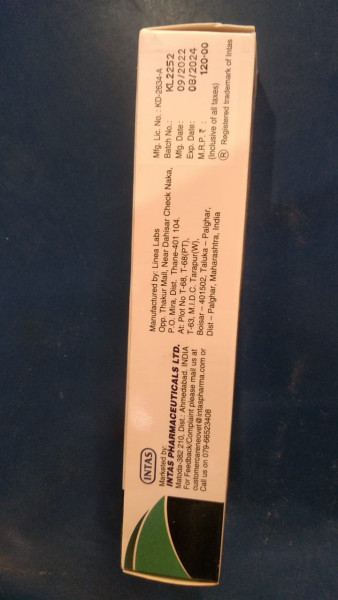 INTAS
Marketed by:
INTAS PHARMACEUTICALS LTD.
Matoda-382 210, Dist.: Ahmedabad. INDIA
For Feedback/Complaint please mail us at
customercareneovet@intaspharma.com or
Call us on 079-66523408
Manufactured by: Linea Labs
Opp. Thakur Mall, Near Dahisar Check Naka,
P.O. Mira, Dist. Thane-401 104.
At: Plot No T-68, T-68(PT),
T-63, M.I.D.C. Tarapur(W),
Boisar – 401502, Taluka – Palghar,
Dist – Palghar, Maharashtra, India
Mfg. Lic. No.: KD-2634-A
Batch No.: KL2252
Mfg. Date: 09/2022
Exp. Date: 08/2024
M.R.P. ₹ : 120-00
(Inclusive of all taxes)
® Registered trademark of Intas